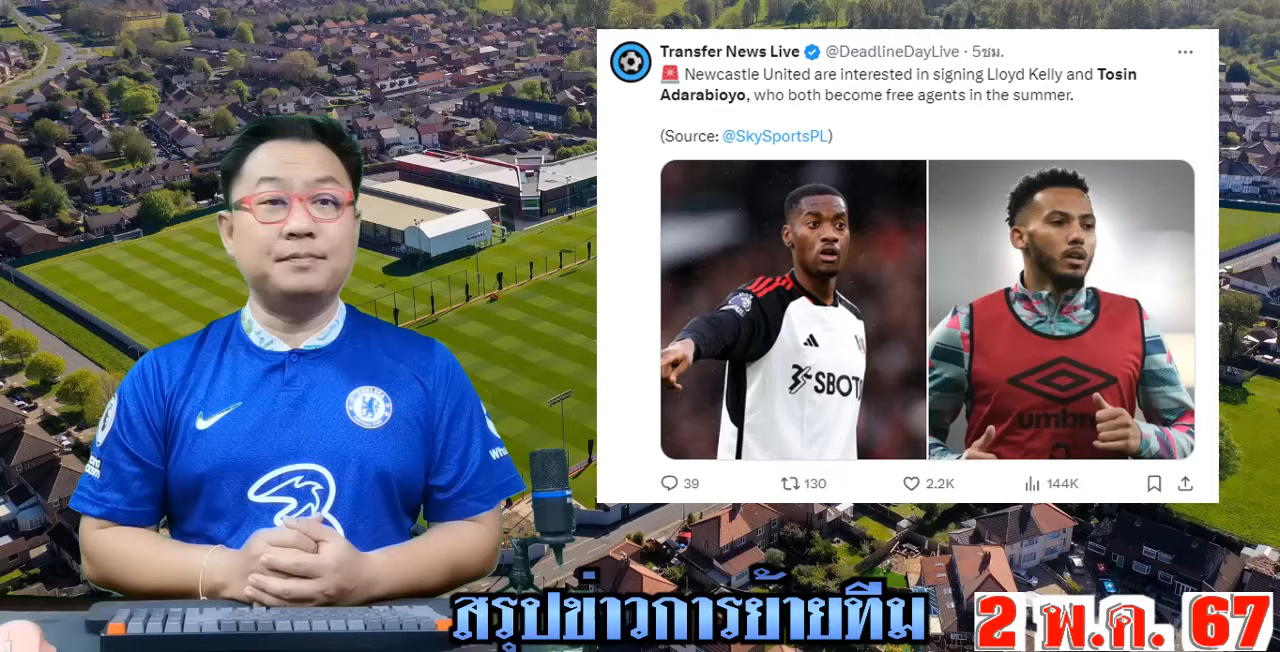 Transfer News Live @DeadlineDayLive · 5ชม.
🚨 Newcastle United are interested in signing Lloyd Kelly and Tosin
Adarabioyo, who both become free agents in the summer.
(Source: @SkySportsPL)
SBOT
umbro
39 130 2.2K 144K
สรุปข่าวการย้ายทีม
2 พ.ค. 67